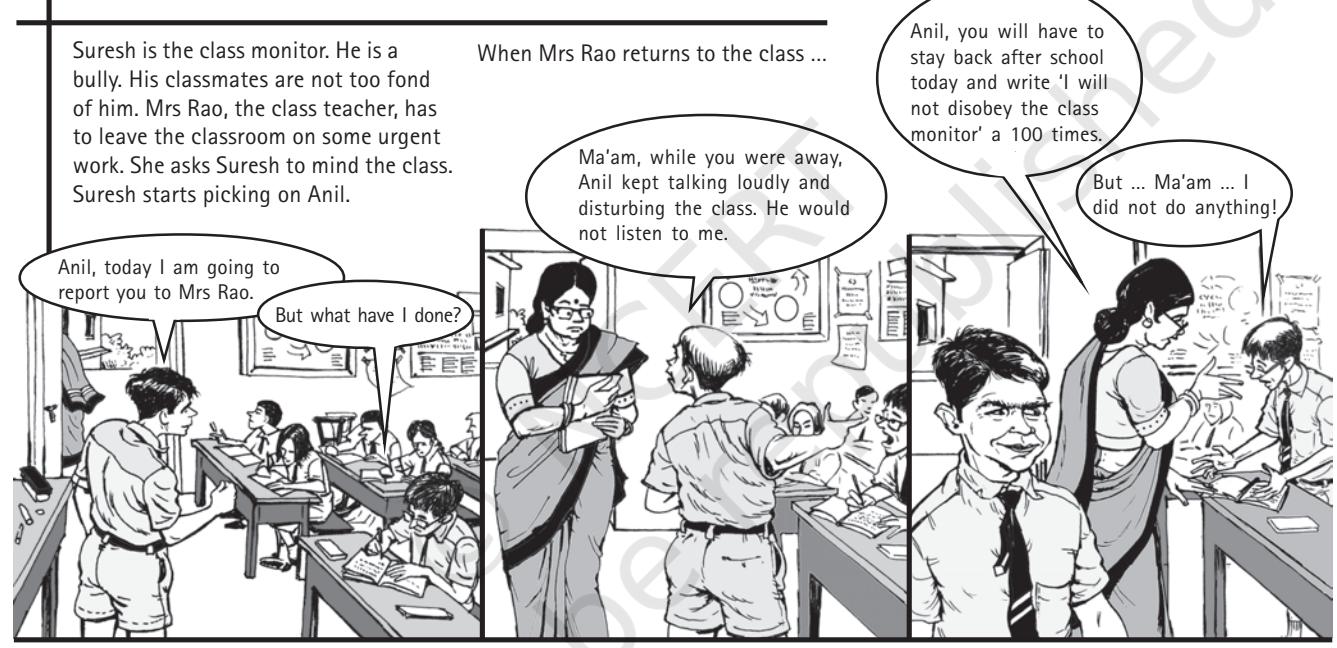 Suresh is the class monitor. He is a
bully. His classmates are not too fond
of him. Mrs Rao, the class teacher, has
to leave the classroom on some urgent
work. She asks Suresh to mind the class.
Suresh starts picking on Anil.
Anil, today I am going to
report you to Mrs Rao.
But what have I done?
When Mrs Rao returns to the class ...
Ma'am, while you were away,
Anil kept talking loudly and
disturbing the class. He would
not listen to me.
Anil, you will have to
stay back after school
today and write 'I will
not disobey the class
monitor' a 100 times.
But ... Ma'am ... I
did not do anything!